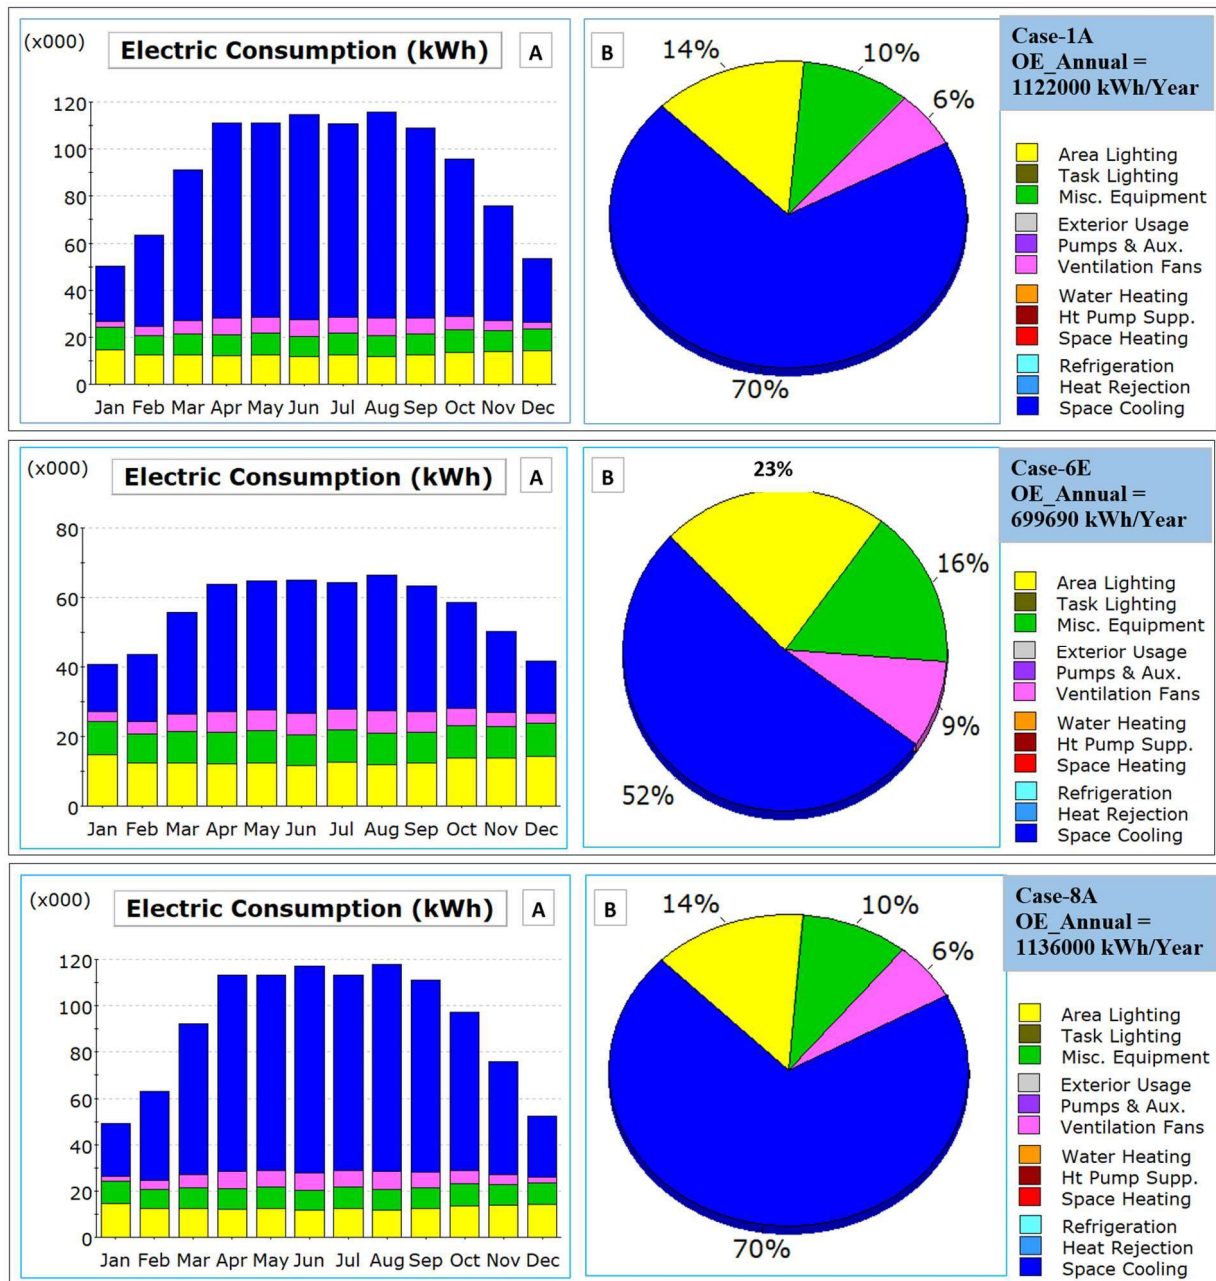 (x000)
Electric Consumption (kWh)
A
120
100
80
60
40
20
0
Jan Feb Mar Apr May Jun Jul Aug Sep Oct Nov Dec
B
14%
10%
6%
70%
Case-1A
OE_Annual =
1122000 kWh/Year
Area Lighting
Task Lighting
Misc. Equipment
Exterior Usage
Pumps & Aux.
Ventilation Fans
Water Heating
Ht Pump Supp.
Space Heating
Refrigeration
Heat Rejection
Space Cooling
(x000)
Electric Consumption (kWh)
A
80
60
40
20
0
Jan Feb Mar Apr May Jun Jul Aug Sep Oct Nov Dec
B
23%
16%
9%
52%
Case-6E
OE_Annual =
699690 kWh/Year
Area Lighting
Task Lighting
Misc. Equipment
Exterior Usage
Pumps & Aux.
Ventilation Fans
Water Heating
Ht Pump Supp.
Space Heating
Refrigeration
Heat Rejection
Space Cooling
(x000)
Electric Consumption (kWh)
A
120
100
80
60
40
20
0
Jan Feb Mar Apr May Jun Jul Aug Sep Oct Nov Dec
B
14%
10%
6%
70%
Case-8A
OE_Annual =
1136000 kWh/Year
Area Lighting
Task Lighting
Misc. Equipment
Exterior Usage
Pumps & Aux.
Ventilation Fans
Water Heating
Ht Pump Supp.
Space Heating
Refrigeration
Heat Rejection
Space Cooling